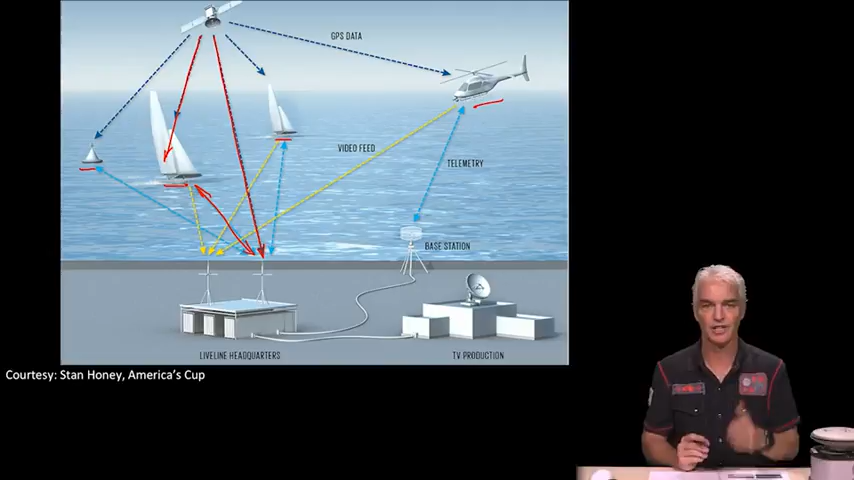 GPS DATA
VIDEO FEED
TELEMETRY
BASE STATION
LIVELINE HEADQUARTERS
TV PRODUCTION
Courtesy: Stan Honey, America's Cup